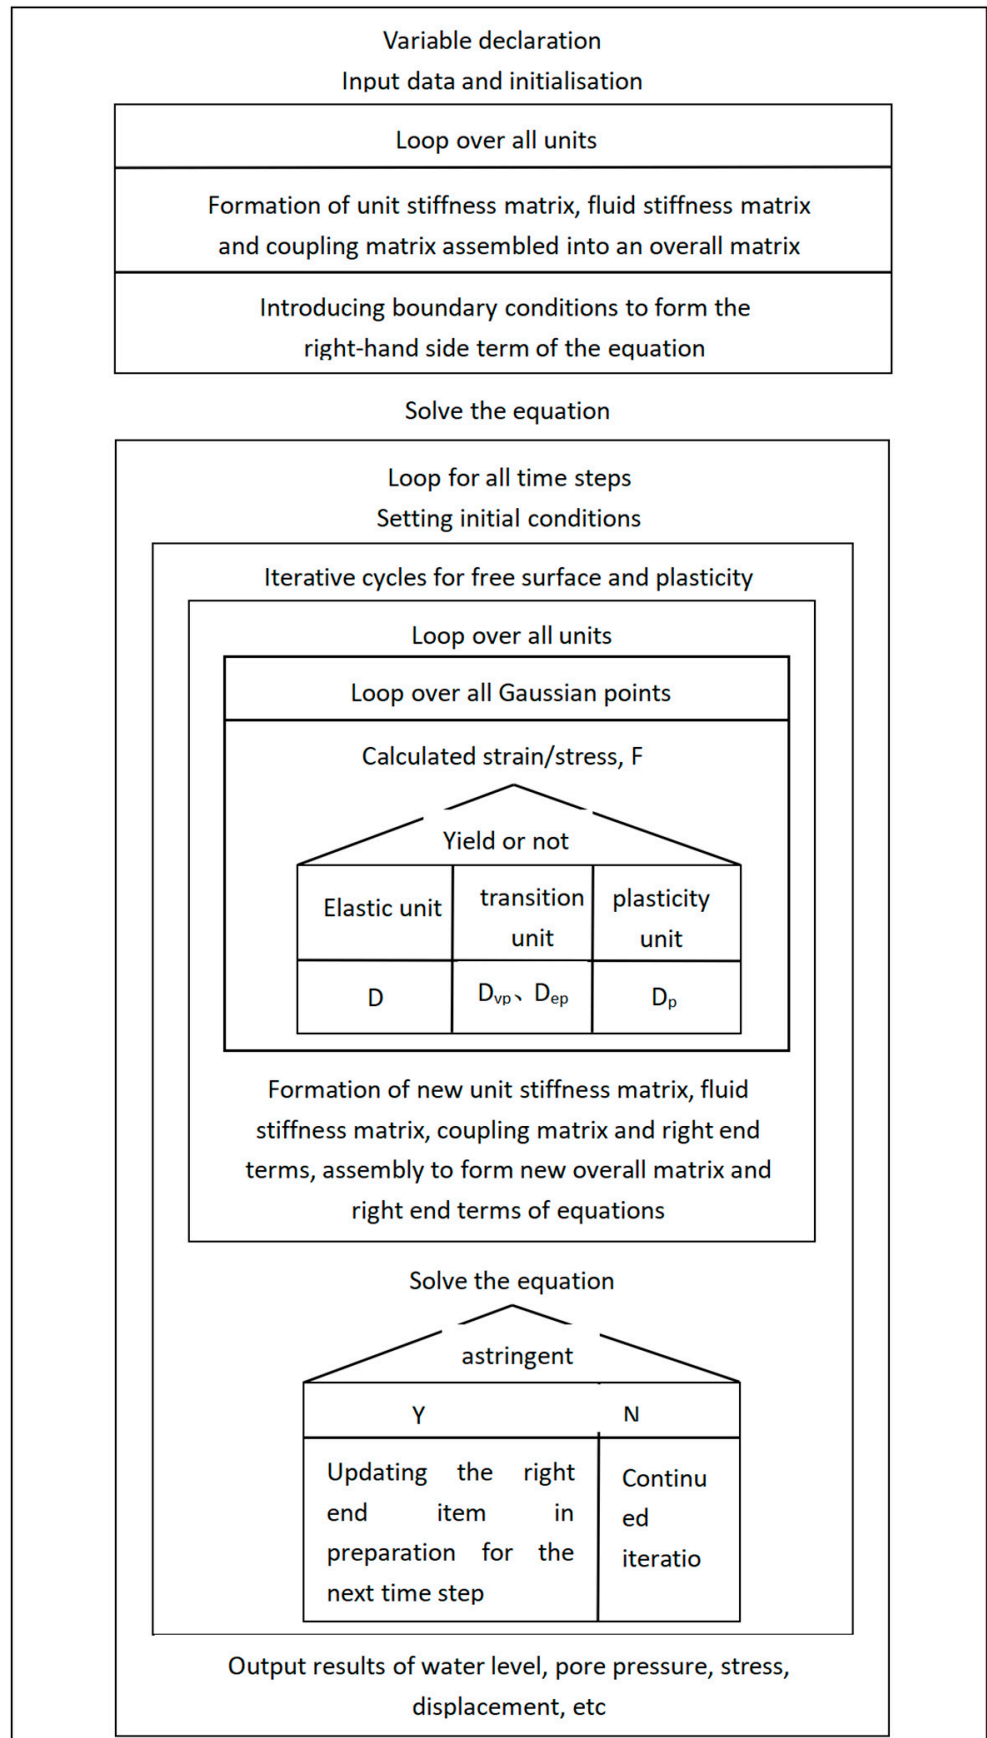 Variable declaration
Input data and initialisation
Loop over all units
Formation of unit stiffness matrix, fluid stiffness matrix
and coupling matrix assembled into an overall matrix
Introducing boundary conditions to form the
right-hand side term of the equation
Solve the equation
Loop for all time steps
Setting initial conditions
Iterative cycles for free surface and plasticity
Loop over all units
Loop over all Gaussian points
Calculated strain/stress, F
Yield or not
Elastic unit
transition
unit
plasticity
unit
D
Dvp、Dep
Dp
Formation of new unit stiffness matrix, fluid
stiffness matrix, coupling matrix and right end
terms, assembly to form new overall matrix and
right end terms of equations
Solve the equation
astringent
Y
N
Updating the right
end item in
preparation for the
next time step
Continu
ed
iteratio
Output results of water level, pore pressure, stress,
displacement, etc